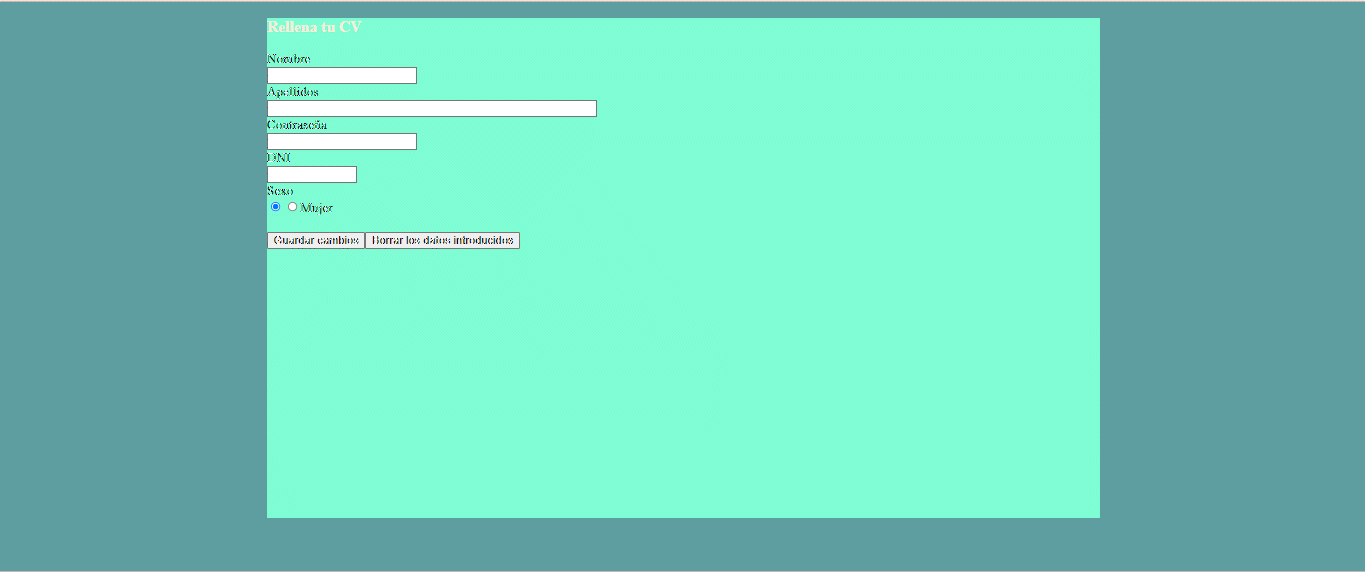 Rellena tu CV
Nombre
Apellidos
Contraseña
DNI
Sexo
Mujer
Guardar cambios Borrar los datos introducidos